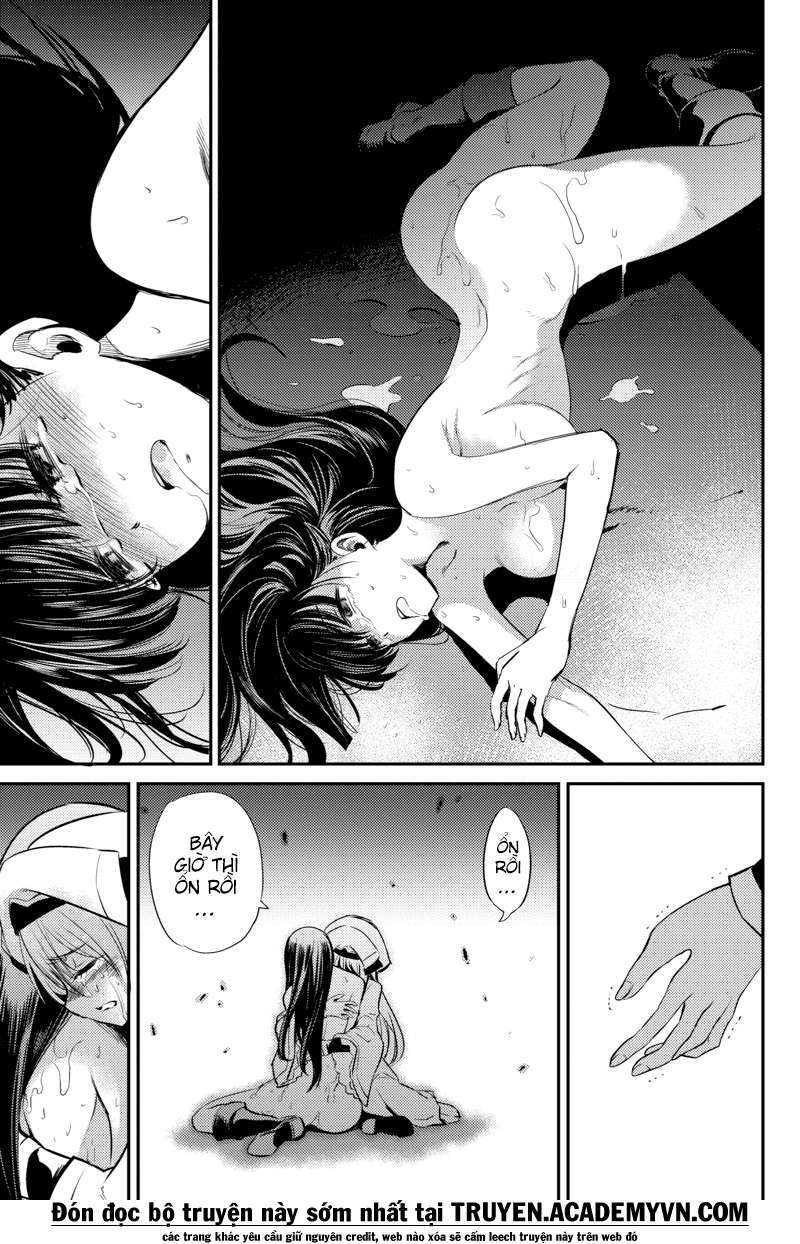 ỔN
RỒI
...
BÂY
GIỜ THÌ
ỔN RỒI
...
Đón đọc bộ truyện này sớm nhất tại TRUYEN.ACADEMYVN.COM
các trang khác yêu cầu giữ nguyên credit, web nào xóa sẽ cấm leech truyện này trên web đó